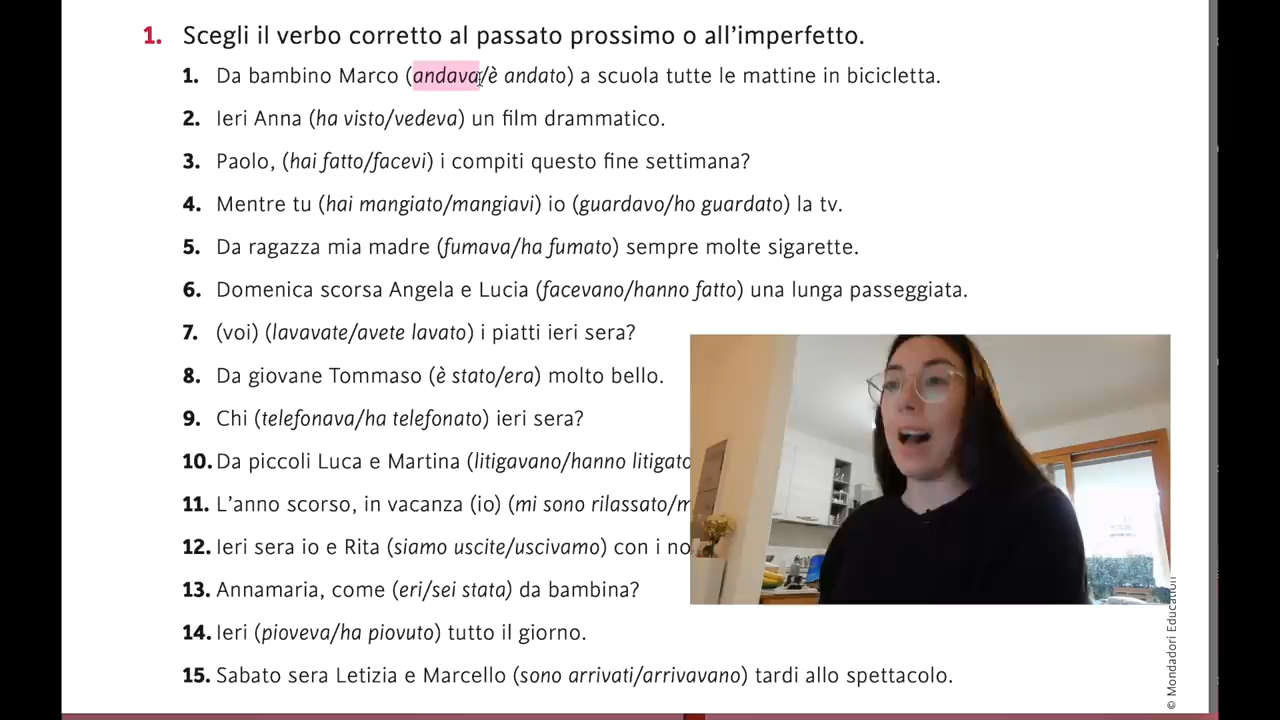 1. Scegli il verbo corretto al passato prossimo o all'imperfetto.
1. Da bambino Marco (andava/è andato) a scuola tutte le mattine in bicicletta.
2. Ieri Anna (ha visto/vedeva) un film drammatico.
3. Paolo, (hai fatto/facevi) i compiti questo fine settimana?
4. Mentre tu (hai mangiato/mangiavi) io (guardavo/ho guardato) la tv.
5. Da ragazza mia madre (fumava/ha fumato) sempre molte sigarette.
6. Domenica scorsa Angela e Lucia (facevano/hanno fatto) una lunga passeggiata.
7. (voi) (lavavate/avete lavato) i piatti ieri sera?
8. Da giovane Tommaso (è stato/era) molto bello.
9. Chi (telefonava/ha telefonato) ieri sera?
10. Da piccoli Luca e Martina (litigavano/hanno litigato
11. L'anno scorso, in vacanza (io) (mi sono rilassato/m
12. Ieri sera io e Rita (siamo uscite/uscivamo) con i no
13. Annamaria, come (eri/sei stata) da bambina?
14. Ieri (pioveva/ha piovuto) tutto il giorno.
15. Sabato sera Letizia e Marcello (sono arrivati/arrivavano) tardi allo spettacolo.
© Mondadori Education